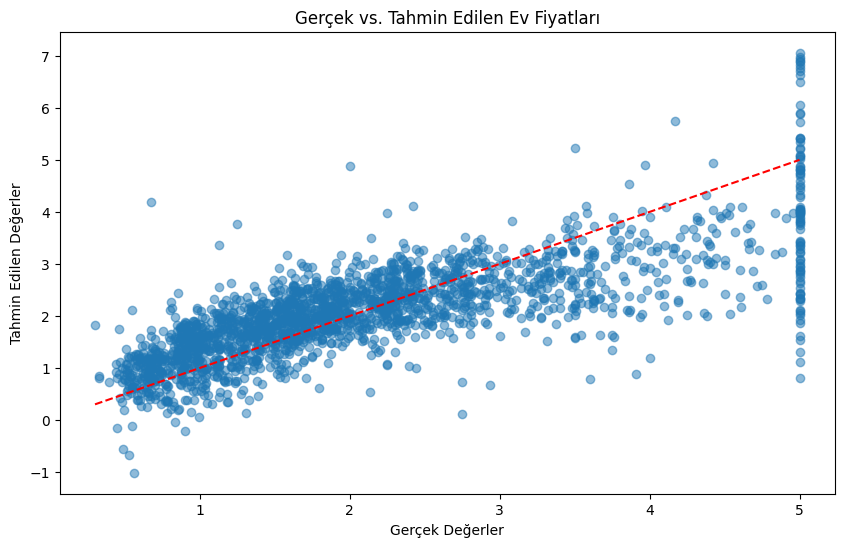 Gerçek vs. Tahmin Edilen Ev Fiyatları
Tahmin Edilen Değerler
7
6
5
4
3
2
1
0
−1
1 2 3 4 5
Gerçek Değerler